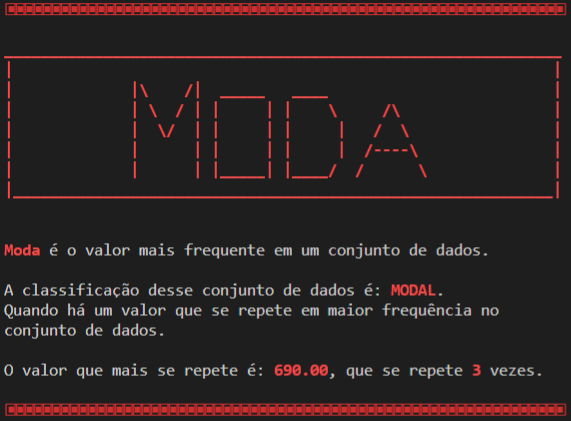 MODA
Moda é o valor mais frequente em um conjunto de dados.
A classificação desse conjunto de dados é: MODAL.
Quando há um valor que se repete em maior frequência no
conjunto de dados.
O valor que mais se repete é: 690.00, que se repete 3 vezes.